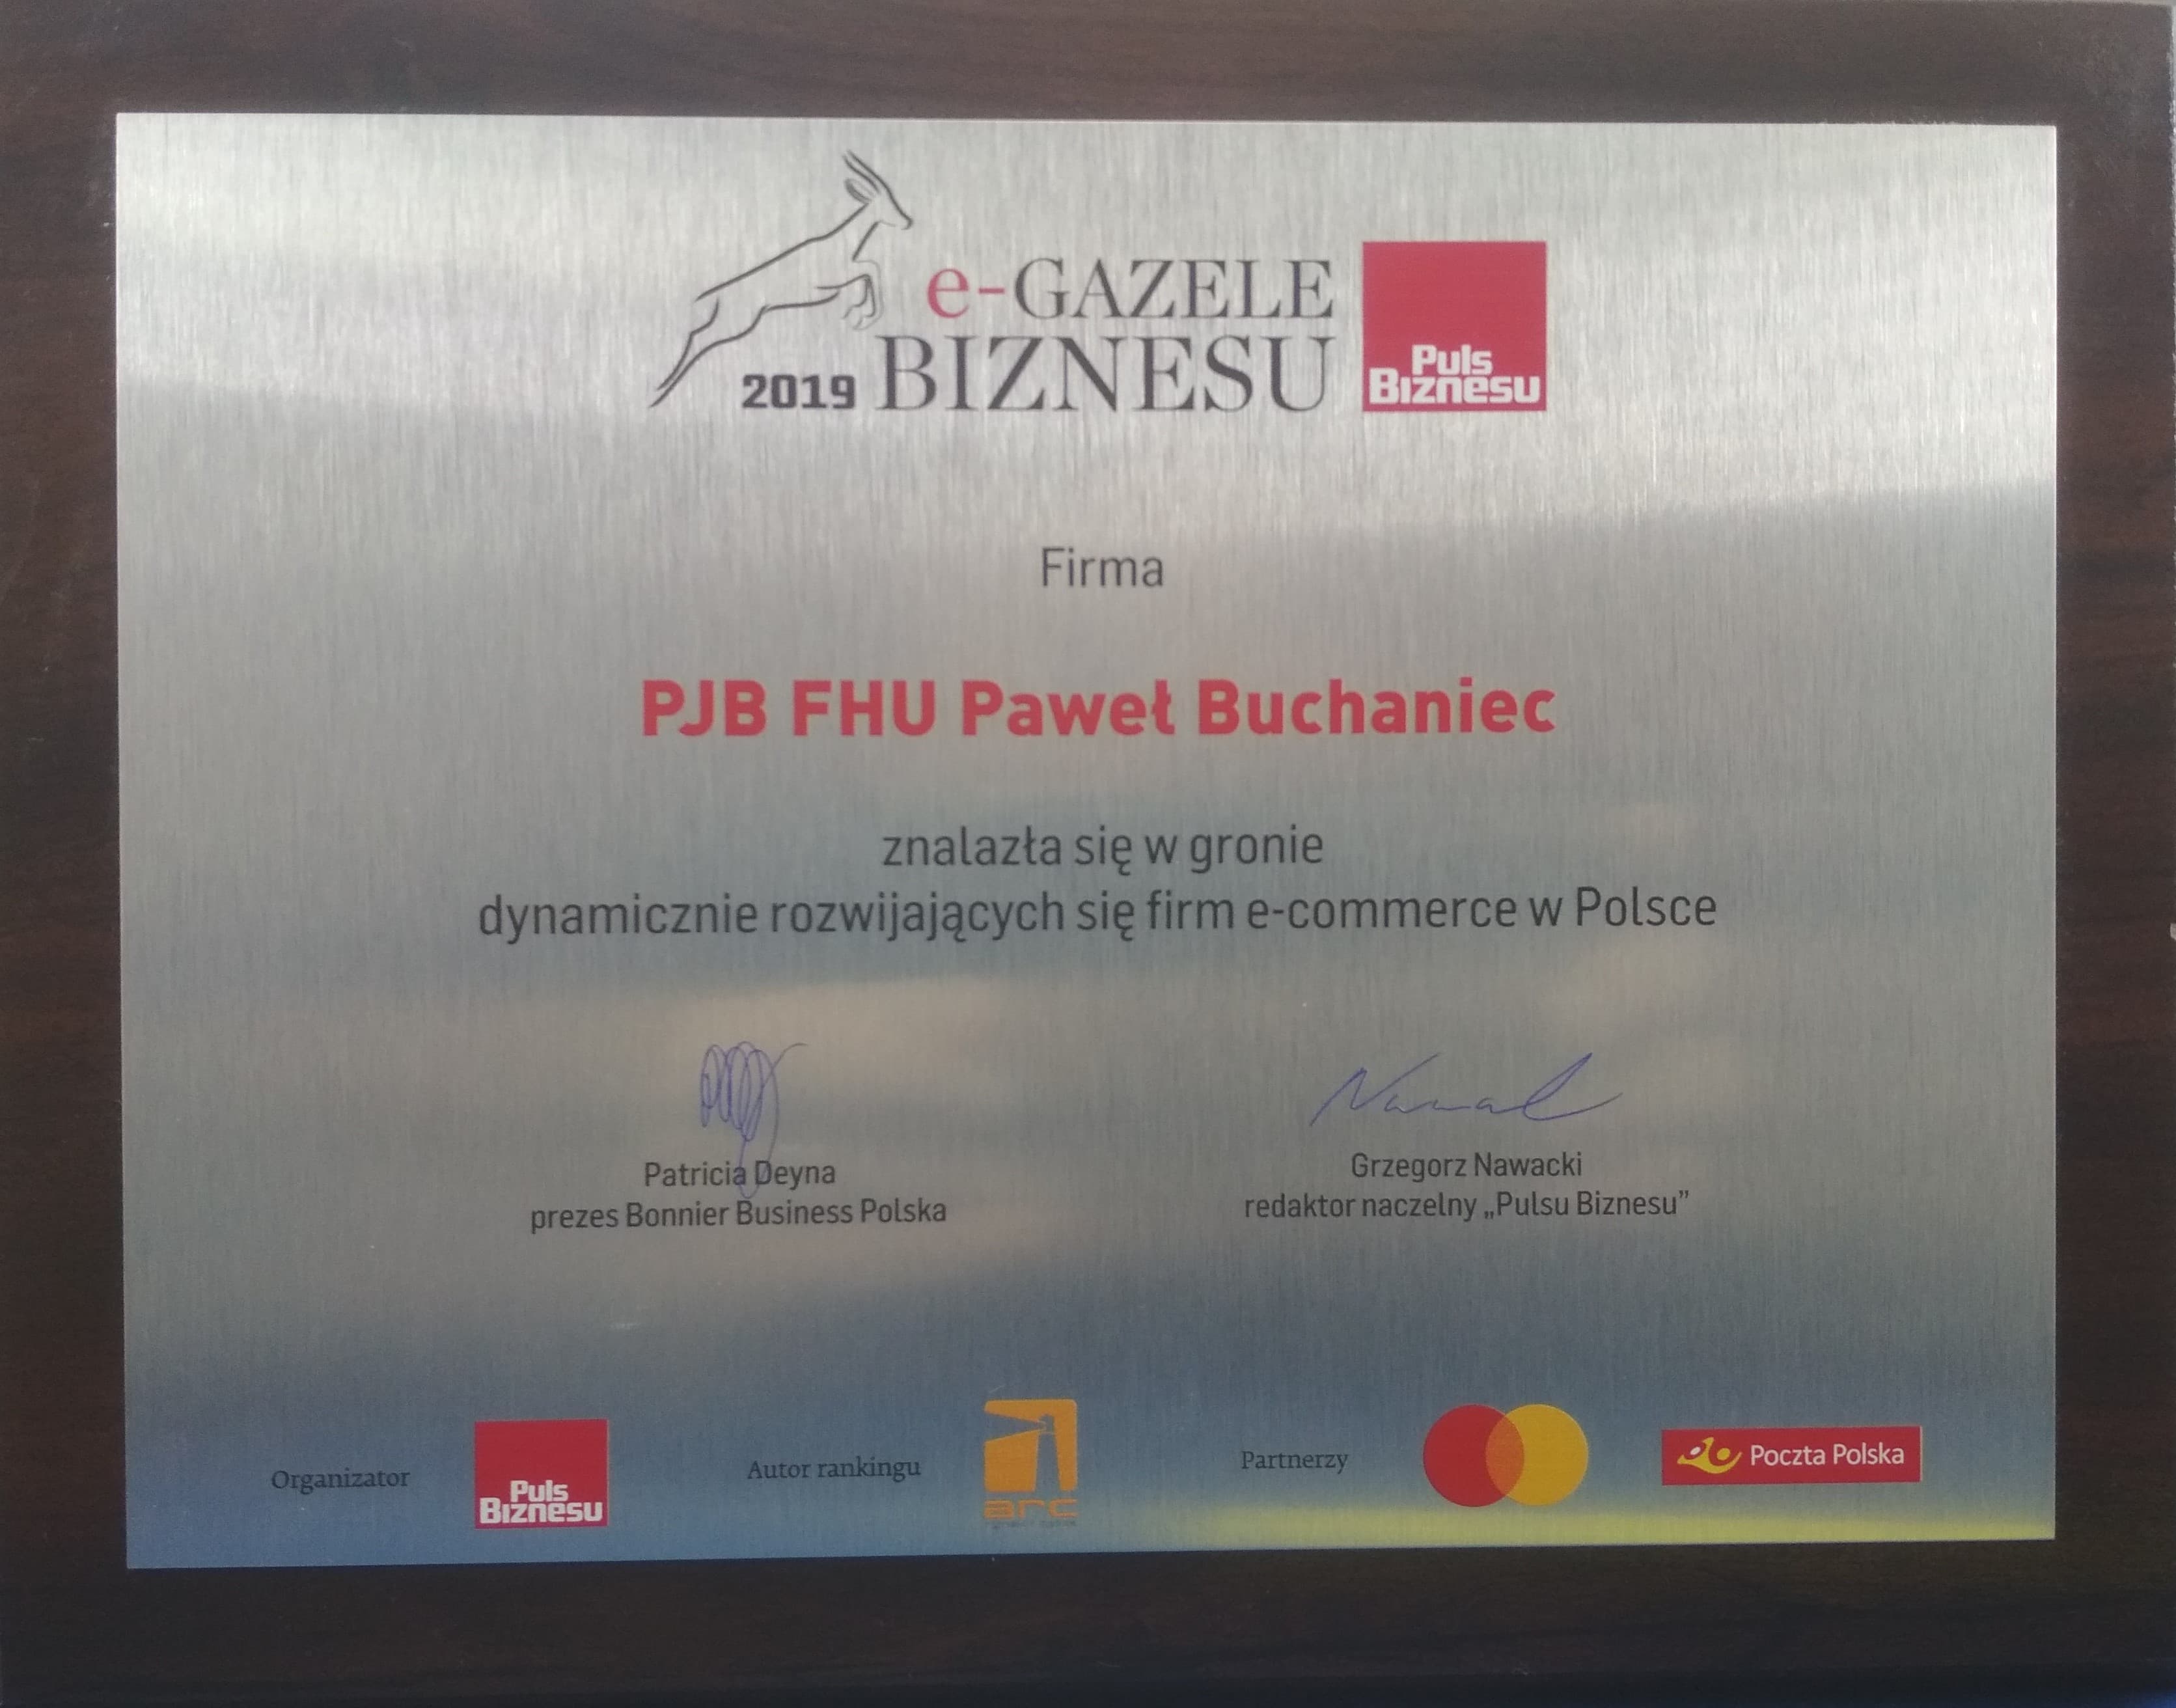 e-GAZELE
2019 BIZNESU
Puls
Biznesu
Firma
PJB FHU Paweł Buchaniec
znalazła się w gronie
dynamicznie rozwijających się firm e-commerce w Polsce
Patricia Deyna
prezes Bonnier Business Polska
Grzegorz Nawacki
redaktor naczelny „Pulsu Biznesu”
Organizator
Puls
Biznesu
Autor rankingu
arc
Partnerzy
Poczta Polska